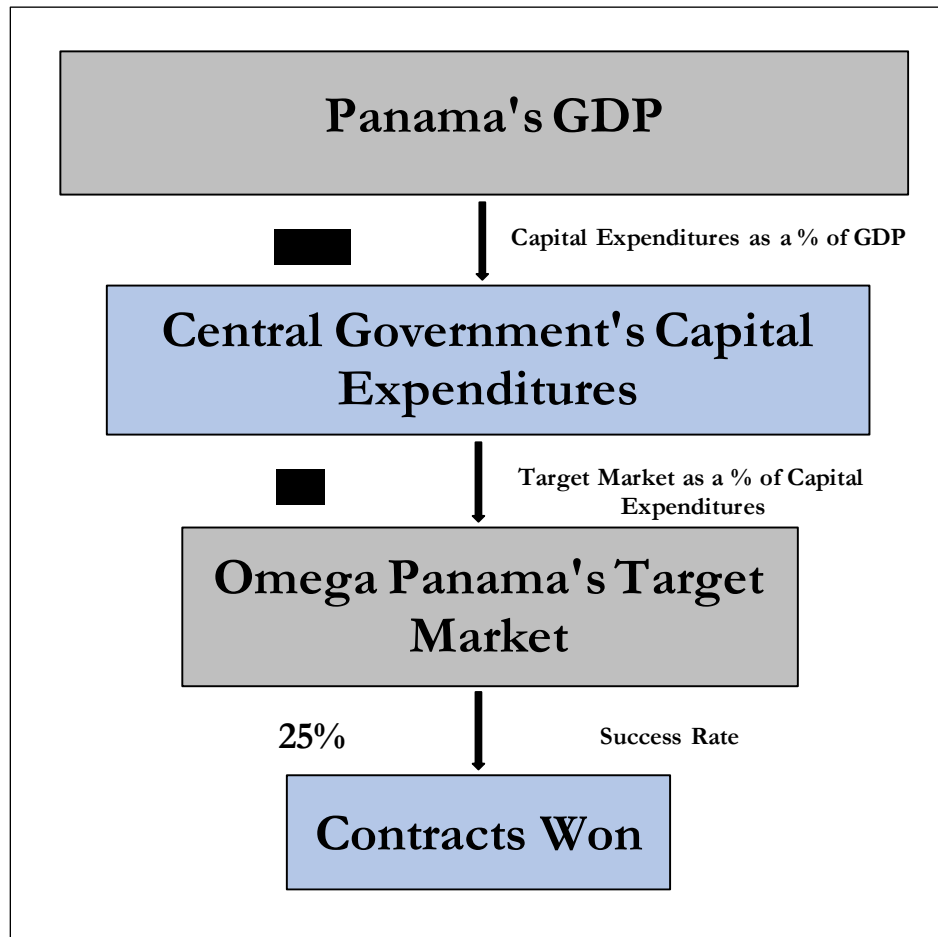 Panama's GDP
Capital Expenditures as a % of GDP
Central Government's Capital
Expenditures
Target Market as a % of Capital
Expenditures
Omega Panama's Target
Market
25%
Success Rate
Contracts Won